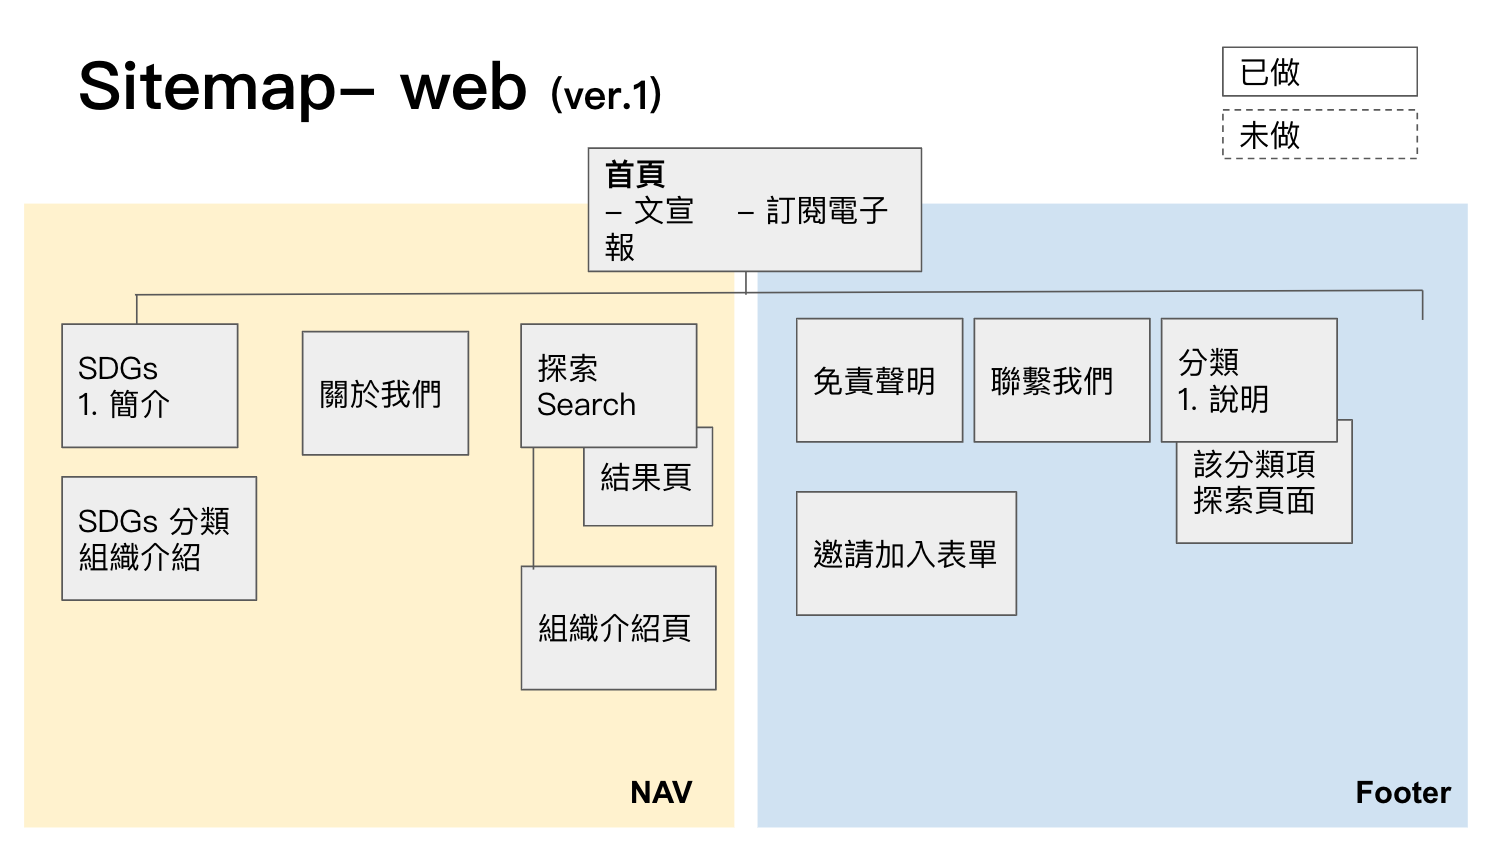 Sitemap– web (ver.1)
已做
未做
首頁
– 文宣 – 訂閱電子
報
SDGs
1. 簡介
關於我們
探索
Search
結果頁
SDGs 分類
組織介紹
組織介紹頁
NAV
免責聲明
聯繫我們
分類
1. 說明
該分類項
探索頁面
邀請加入表單
Footer